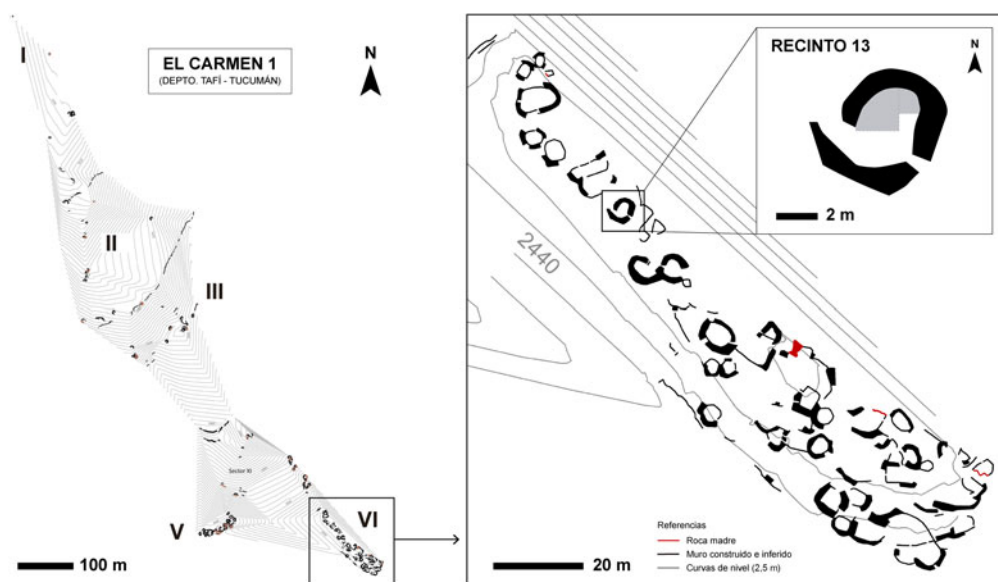 I
EL CARMEN 1
(DEPTO. TAFÍ - TUCUMÁN)
N
II
III
Sector XI
V
VI
100 m
2440
RECINTO 13
N
2 m
Referencias
Roca madre
Muro construido e inferido
Curvas de nivel (2,5 m)
20 m